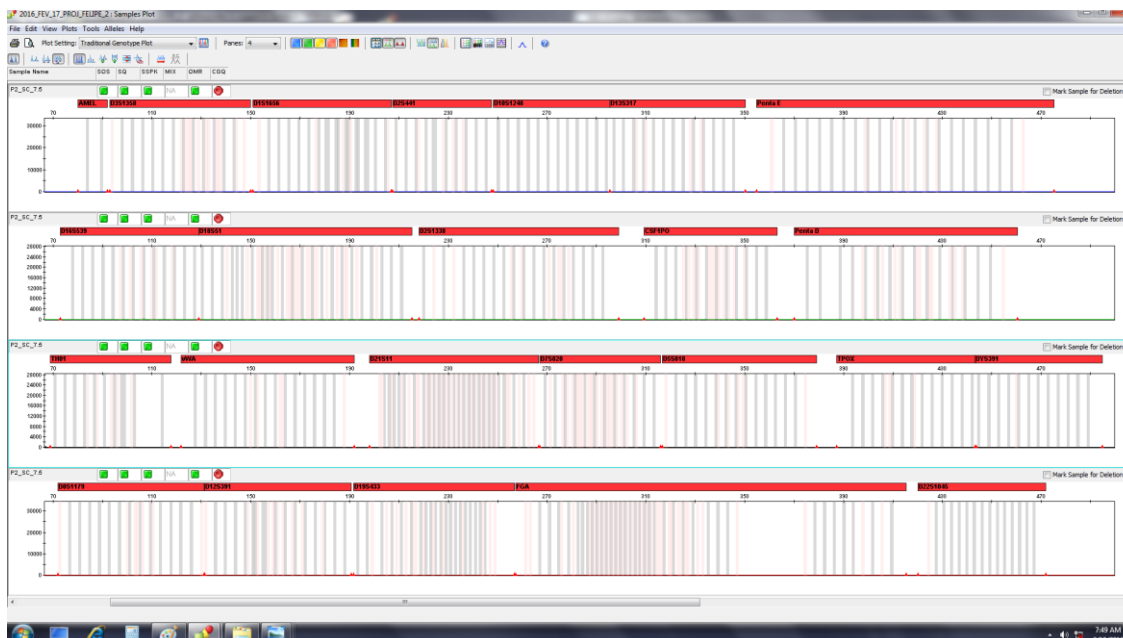 2016_FEV_17_PROJ_FELIPE_2 : Samples Plot
File Edit View Plots Tools Alleles Help
Plot Setting: Traditional Genotype Plot Panes: 4
Sample Name SOS SQ SSPK MIX OMR CGQ
P2_SC_7.5 NA Mark Sample for Deletion
AMEL D3S1358 D1S1656 D2S441 D10S1248 D13S317 Penta E
70 110 150 190 230 270 310 350 390 430 470
30000
20000
10000
0
P2_SC_7.5 NA Mark Sample for Deletion
D16S539 D18S51 D2S1338 CSF1PO Penta D
70 110 150 190 230 270 310 350 390 430 470
28000
24000
20000
16000
12000
8000
4000
0
P2_SC_7.5 NA Mark Sample for Deletion
TH01 vWA D21S11 D7S820 D5S818 TPOX DYS391
70 110 150 190 230 270 310 350 390 430 470
28000
24000
20000
16000
12000
8000
4000
0
P2_SC_7.5 NA Mark Sample for Deletion
D8S1179 D12S391 D19S433 FGA D22S1045
70 110 150 190 230 270 310 350 390 430 470
30000
20000
10000
0
7:49 AM